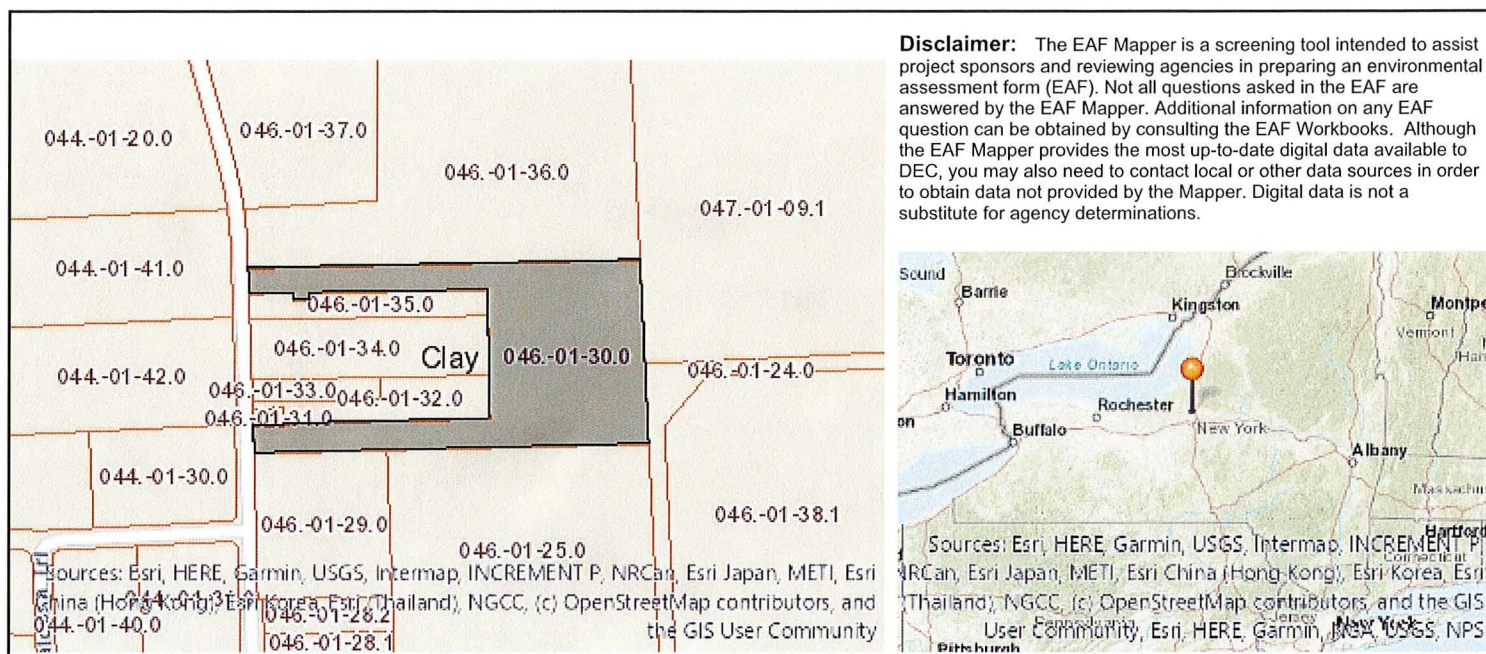 Disclaimer: The EAF Mapper is a screening tool intended to assist
project sponsors and reviewing agencies in preparing an environmental
assessment form (EAF). Not all questions asked in the EAF are
answered by the EAF Mapper. Additional information on any EAF
question can be obtained by consulting the EAF Workbooks. Although
the EAF Mapper provides the most up-to-date digital data available to
DEC, you may also need to contact local or other data sources in order
to obtain data not provided by the Mapper. Digital data is not a
substitute for agency determinations.
044.-01-20.0
046.-01-37.0
046.-01-36.0
047.-01-09.1
044.-01-41.0
046.-01-35.0
046.-01-34.0
Clay
046.-01-30.0
046.-01-24.0
044.-01-42.0
046.-01-33.0
046.-01-32.0
046.-01-31.0
044.-01-30.0
046.-01-29.0
046.-01-25.0
046.-01-38.1
044.-01-40.0
046.-01-28.2
046.-01-28.1
Sources: Esri, HERE, Garmin, USGS, Intermap, INCREMENT P, NRCan, Esri Japan, METI, Esri
China (Hong Kong), Esri Korea, Esri (Thailand), NGCC, (c) OpenStreetMap contributors, and
the GIS User Community
Sound
Barrie
Brockville
Kingston
Montpe
Vermont
Toronto
Lake Ontario
Hamilton
Rochester
on
Buffalo
New York
Albany
Massachus
Hartford
Connecticut
Sources: Esri, HERE, Garmin, USGS, Intermap, INCREMENT P,
NRCan, Esri Japan, METI, Esri China (Hong Kong), Esri Korea, Esri
(Thailand), NGCC, (c) OpenStreetMap contributors, and the GIS
User Community, Esri, HERE, Garmin, NGA, USGS, NPS
Pennsylvania
Jersey
New York
Pittsburgh